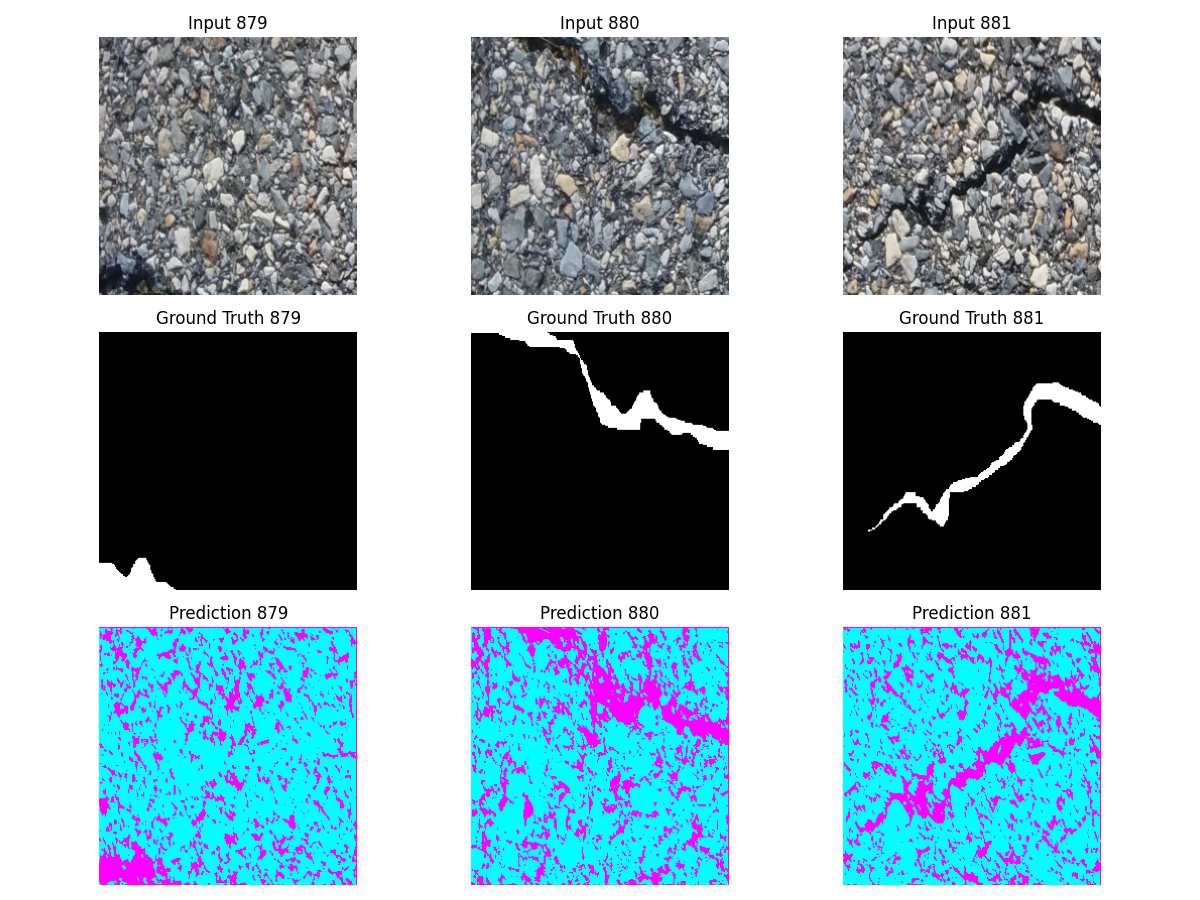 Input 879
Input 880
Input 881
Ground Truth 879
Ground Truth 880
Ground Truth 881
Prediction 879
Prediction 880
Prediction 881